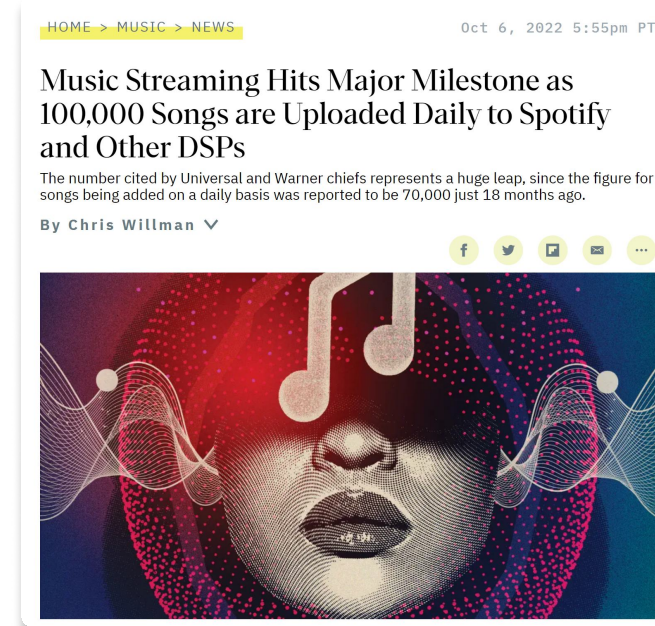 HOME > MUSIC > NEWS
Oct 6, 2022 5:55pm PT
Music Streaming Hits Major Milestone as
100,000 Songs are Uploaded Daily to Spotify
and Other DSPs
The number cited by Universal and Warner chiefs represents a huge leap, since the figure for
songs being added on a daily basis was reported to be 70,000 just 18 months ago.
By Chris Willman